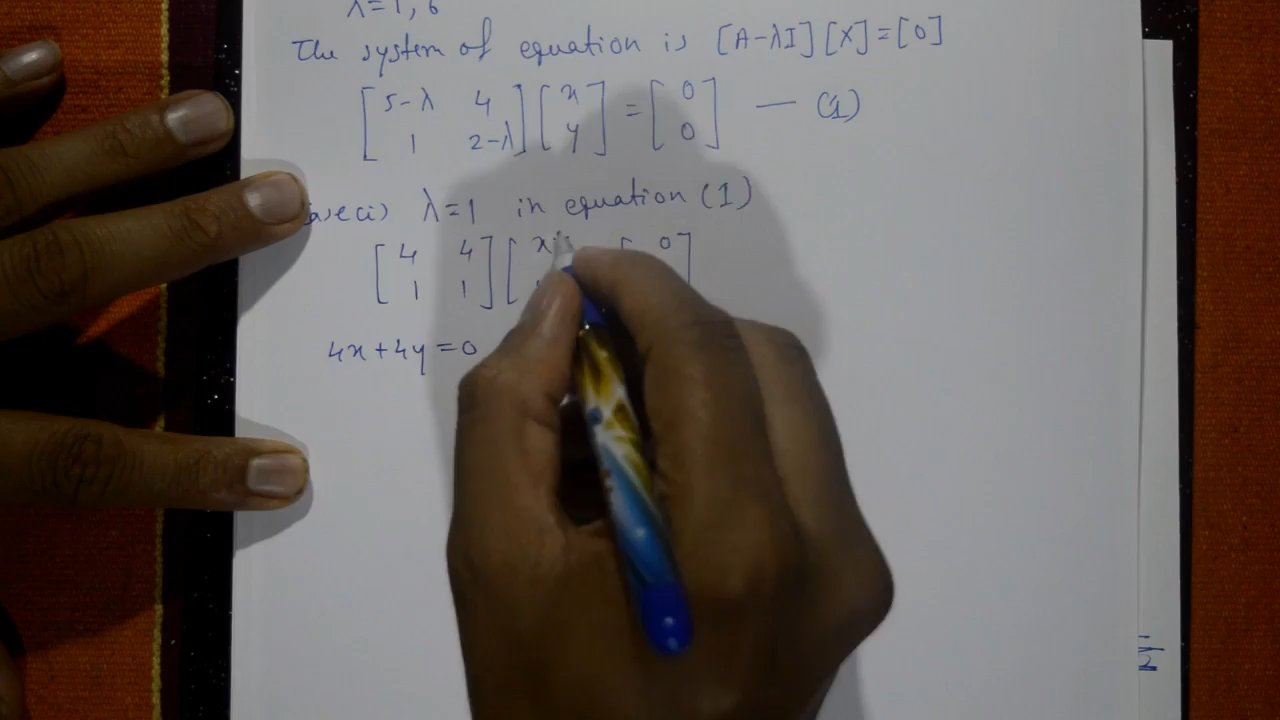 λ=1, 6
The system of equation is [A-λI][X]=[0]
[5-λ 4] [x] = [0] — (1)
[1 2-λ] [y] [0]
(i) λ=1 in equation (1)
[4 4] [x] [0]
[1 1]
4x+4y=0